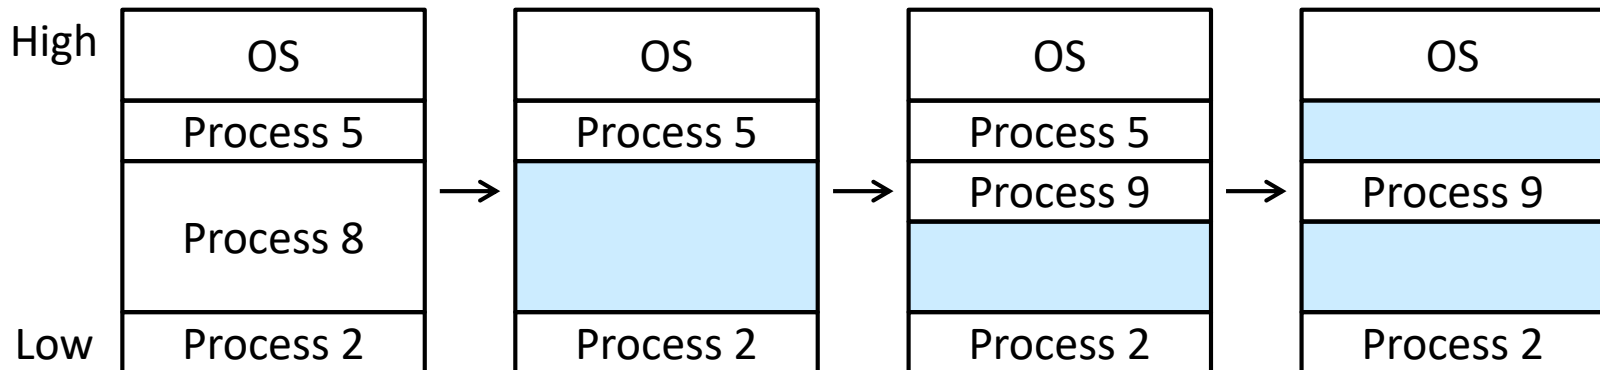 High
OS
Process 5
Process 8
Process 2
Low
OS
Process 5
Process 2
OS
Process 5
Process 9
Process 2
OS
Process 9
Process 2